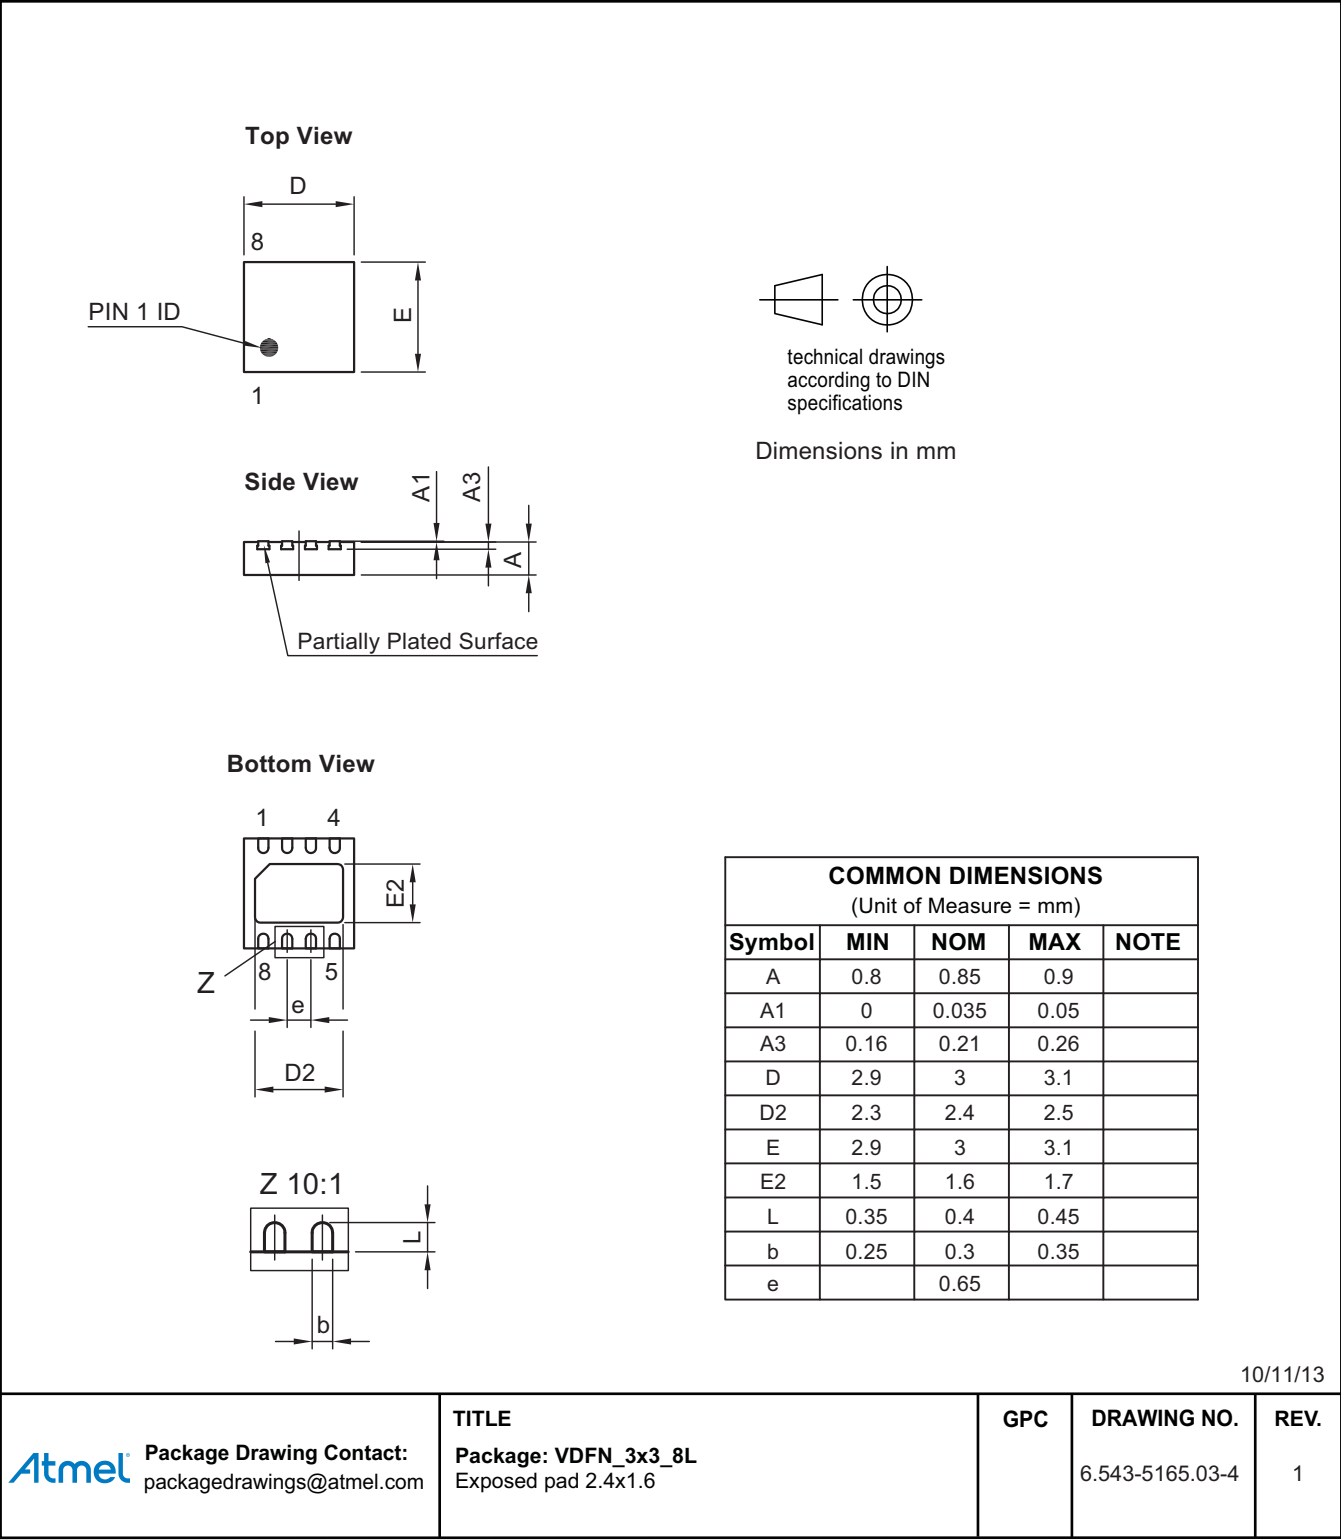 Top View
D
8
PIN 1 ID
E
1
technical drawings
according to DIN
specifications
Dimensions in mm
Side View
A1
A3
A
Partially Plated Surface
Bottom View
1 4
E2
Z
8 5
e
D2
Z 10:1
L
b
COMMON DIMENSIONS
(Unit of Measure = mm)
Symbol MIN NOM MAX NOTE
A 0.8 0.85 0.9
A1 0 0.035 0.05
A3 0.16 0.21 0.26
D 2.9 3 3.1
D2 2.3 2.4 2.5
E 2.9 3 3.1
E2 1.5 1.6 1.7
L 0.35 0.4 0.45
b 0.25 0.3 0.35
e 0.65
10/11/13
Atmel
Package Drawing Contact:
packagedrawings@atmel.com
TITLE
Package: VDFN_3x3_8L
Exposed pad 2.4x1.6
GPC
DRAWING NO.
6.543-5165.03-4
REV.
1